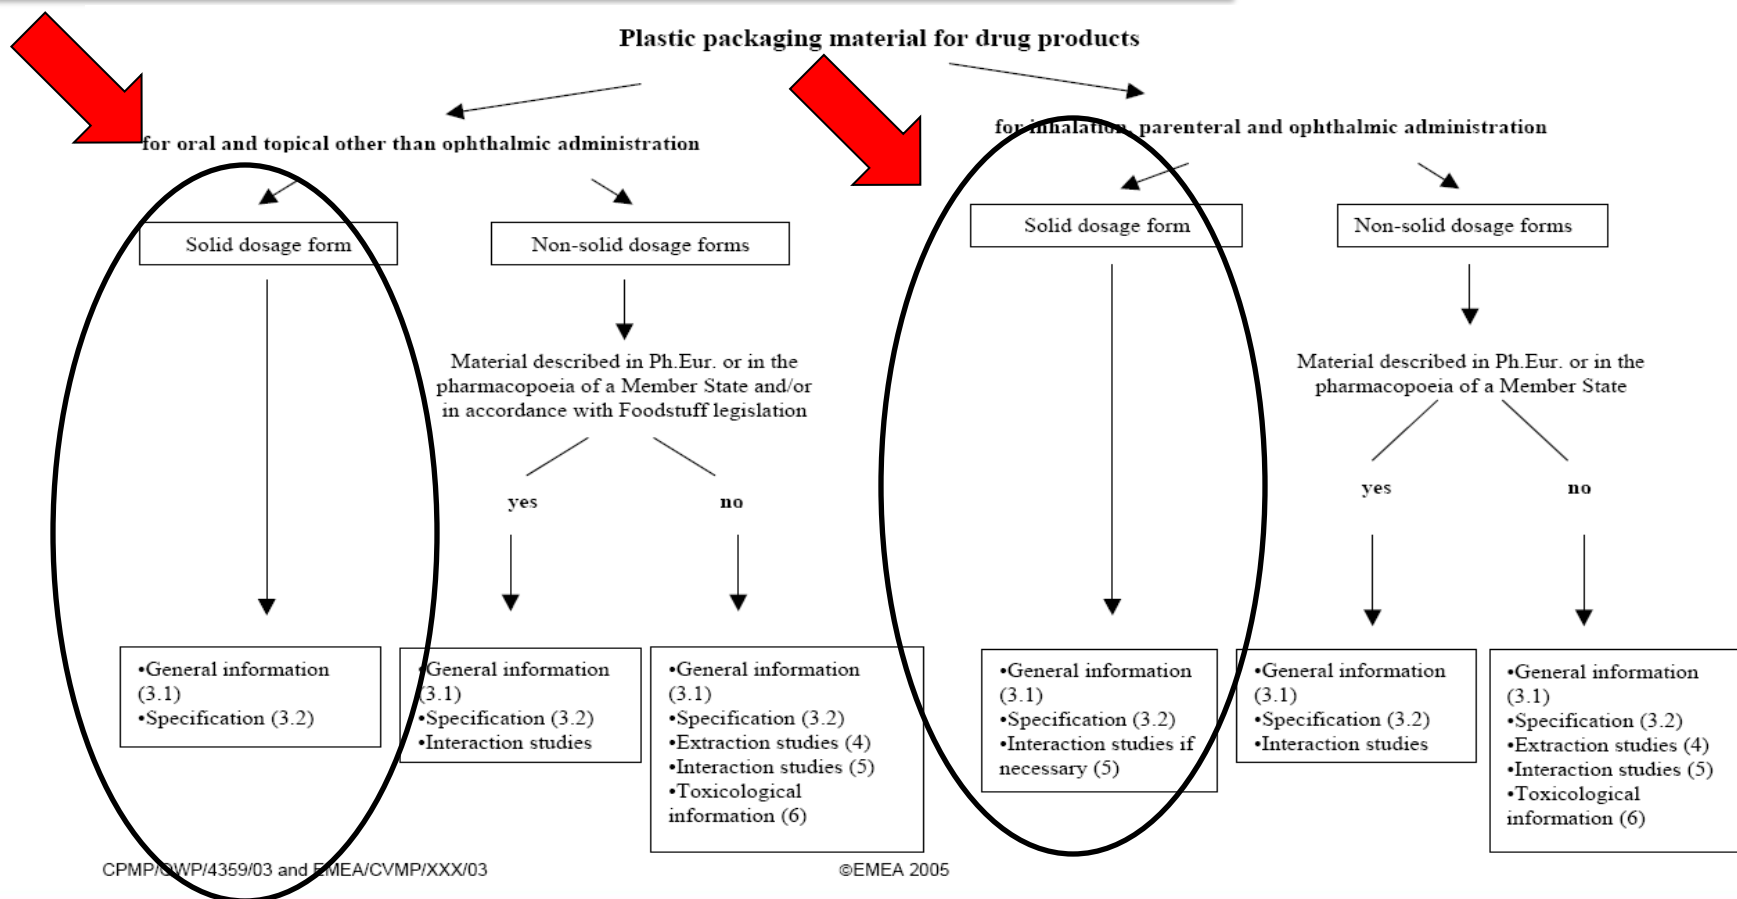 Plastic packaging material for drug products
for oral and topical other than ophthalmic administration
for inhalation, parenteral and ophthalmic administration
Solid dosage form
Non-solid dosage forms
Solid dosage form
Non-solid dosage forms
Material described in Ph.Eur. or in the
pharmacopoeia of a Member State and/or
in accordance with Foodstuff legislation
Material described in Ph.Eur. or in the
pharmacopoeia of a Member State
yes
no
yes
no
•General information
(3.1)
•Specification (3.2)
•General information
(3.1)
•Specification (3.2)
•Interaction studies
•General information
(3.1)
•Specification (3.2)
•Extraction studies (4)
•Interaction studies (5)
•Toxicological
information (6)
•General information
(3.1)
•Specification (3.2)
•Interaction studies if
necessary (5)
•General information
(3.1)
•Specification (3.2)
•Interaction studies
•General information
(3.1)
•Specification (3.2)
•Extraction studies (4)
•Interaction studies (5)
•Toxicological
information (6)
CPMP/QWP/4359/03 and EMEA/CVMP/XXX/03
©EMEA 2005